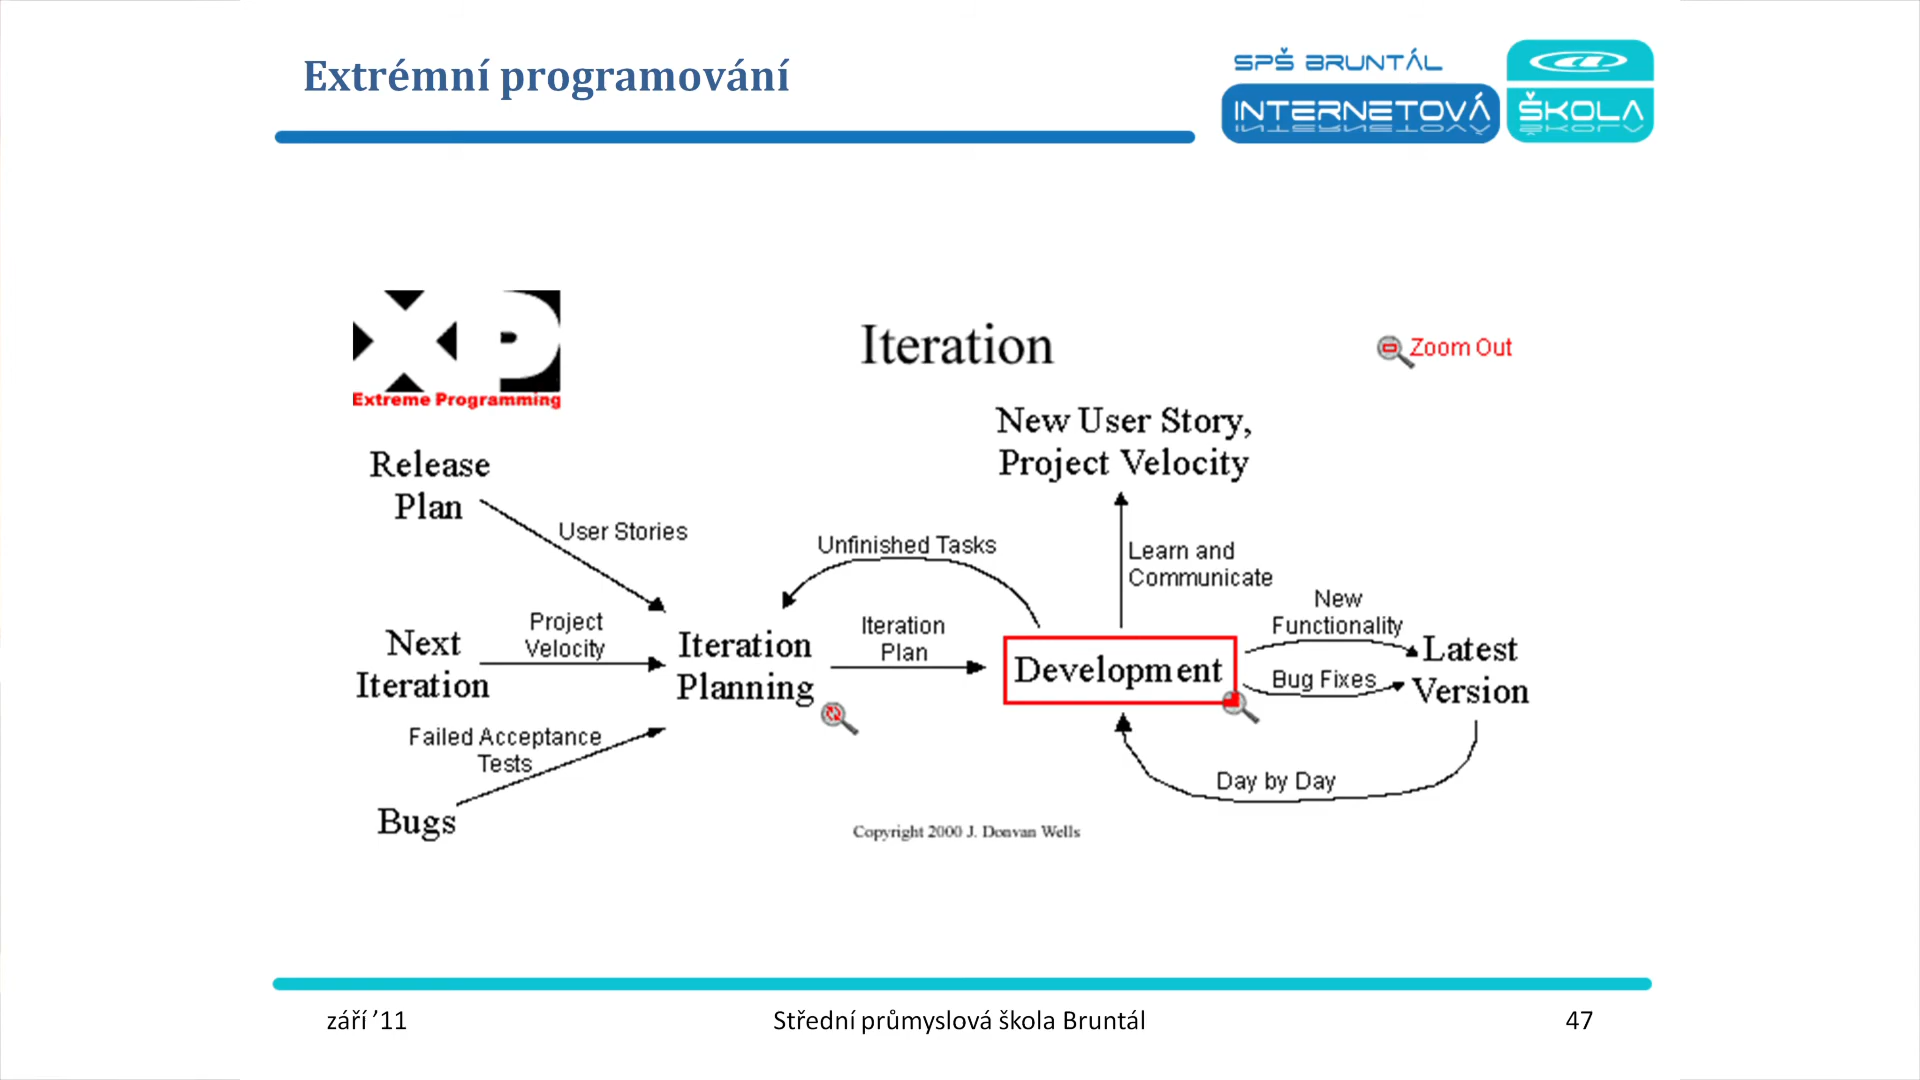 Extrémní programování
SPŠ BRUNTÁL
INTERNETOVÁ
ŠKOLA
XP
Extreme Programming
Iteration
Zoom Out
New User Story,
Project Velocity
Release
Plan
User Stories
Unfinished Tasks
Learn and
Communicate
New
Functionality
Project
Velocity
Next
Iteration
Iteration
Planning
Iteration
Plan
Development
Bug Fixes
Latest
Version
Failed Acceptance
Tests
Bugs
Day by Day
Copyright 2000 J. Donvan Wells
září ’11
Střední průmyslová škola Bruntál
47